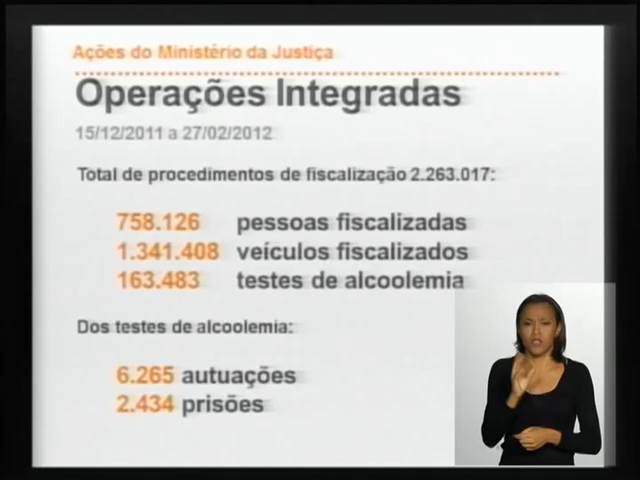 Ações do Ministério da Justiça
Operações Integradas
15/12/2011 a 27/02/2012
Total de procedimentos de fiscalização 2.263.017:
758.126 pessoas fiscalizadas
1.341.408 veículos fiscalizados
163.483 testes de alcoolemia
Dos testes de alcoolemia:
6.265 autuações
2.434 prisões